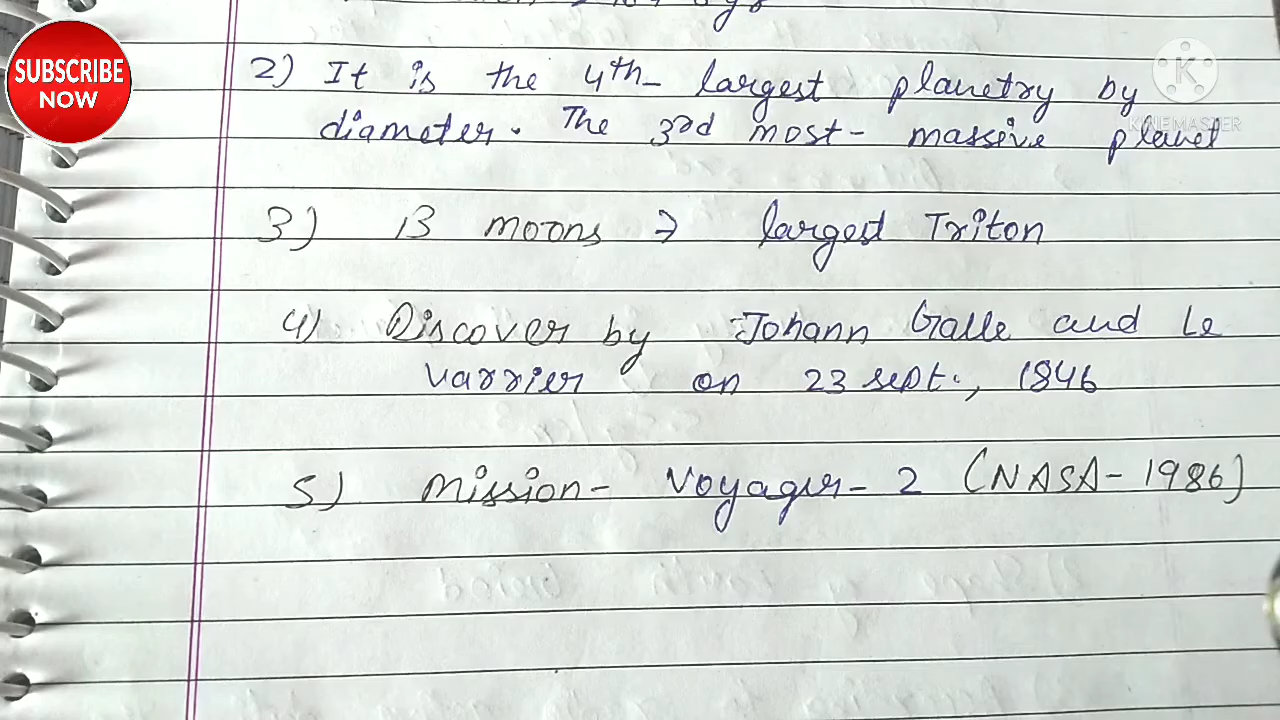 SUBSCRIBE
NOW
2) It is the 4th largest planetry by
diameter. The 3rd most- massive planet
3) 13 moons → largest Triton
4) Discover by Johann Galle and Le
Varrier on 23 sept., 1846
5) Mission- Voyager- 2 (NASA- 1986)
K
KINEMASTER